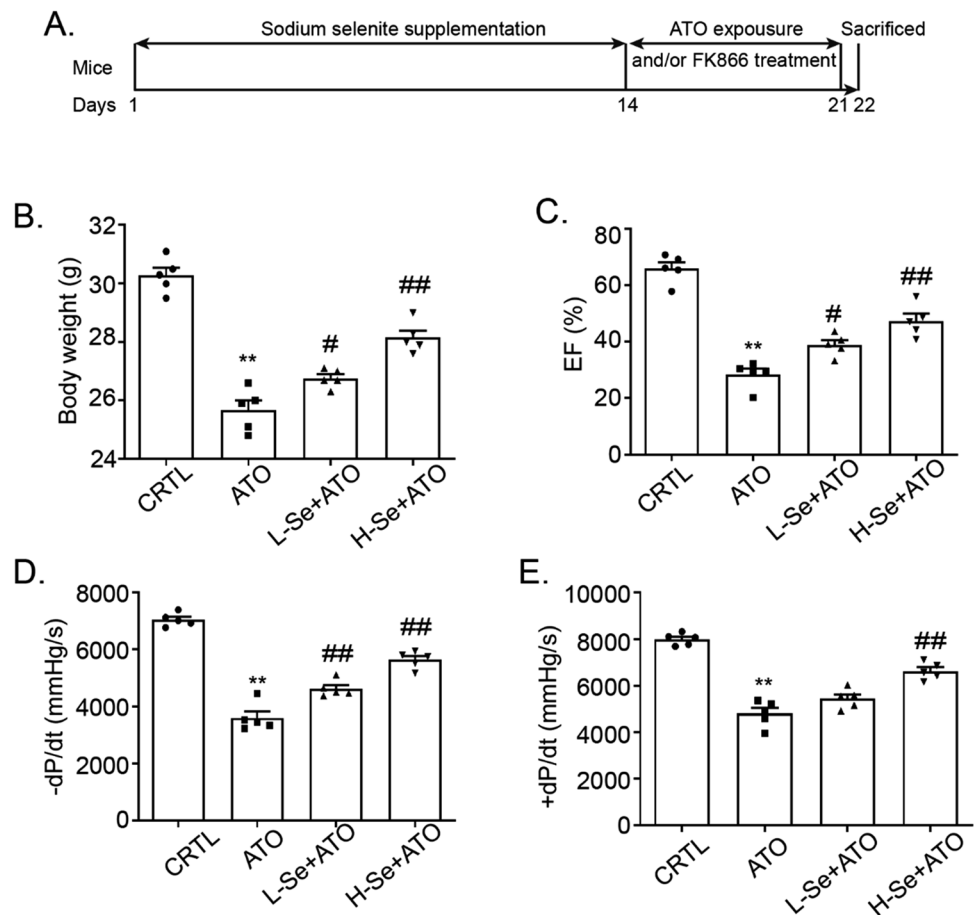 A.
Sodium selenite supplementation
ATO expousure
Sacrificed
Mice
and/or FK866 treatment
Days
1
14
21
22
B.
Body weight (g)
32
30
28
26
24
**
#
##
CRTL
ATO
L-Se+ATO
H-Se+ATO
C.
EF (%)
80
60
40
20
0
**
#
##
CRTL
ATO
L-Se+ATO
H-Se+ATO
D.
-dP/dt (mmHg/s)
8000
6000
4000
2000
0
**
##
##
CRTL
ATO
L-Se+ATO
H-Se+ATO
E.
+dP/dt (mmHg/s)
10000
8000
6000
4000
2000
0
**
##
CRTL
ATO
L-Se+ATO
H-Se+ATO